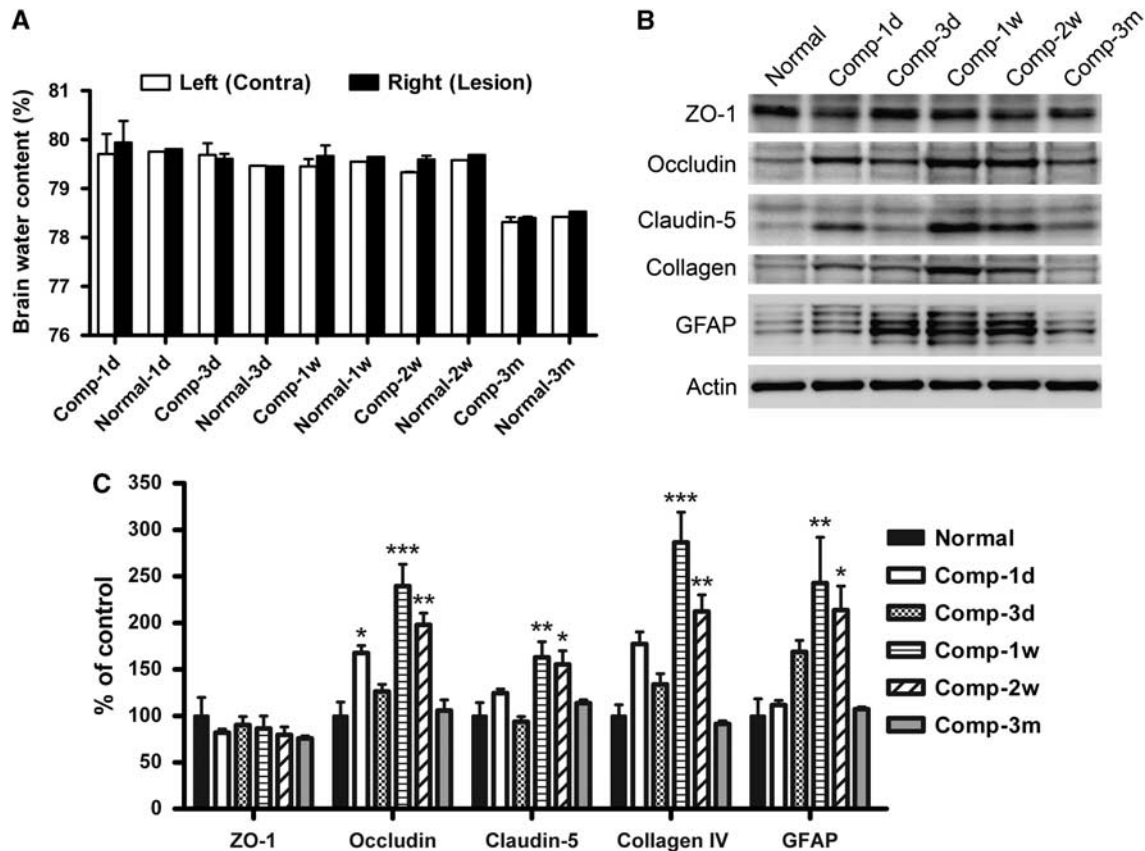 A
Left (Contra)
Right (Lesion)
Brain water content (%)
81
80
79
78
77
76
Comp-1d
Normal-1d
Comp-3d
Normal-3d
Comp-1w
Normal-1w
Comp-2w
Normal-2w
Comp-3m
Normal-3m
B
Normal
Comp-1d
Comp-3d
Comp-1w
Comp-2w
Comp-3m
ZO-1
Occludin
Claudin-5
Collagen
GFAP
Actin
C
% of control
350
300
250
200
150
100
50
0
*
***
**
**
*
***
**
**
*
ZO-1
Occludin
Claudin-5
Collagen IV
GFAP
Normal
Comp-1d
Comp-3d
Comp-1w
Comp-2w
Comp-3m